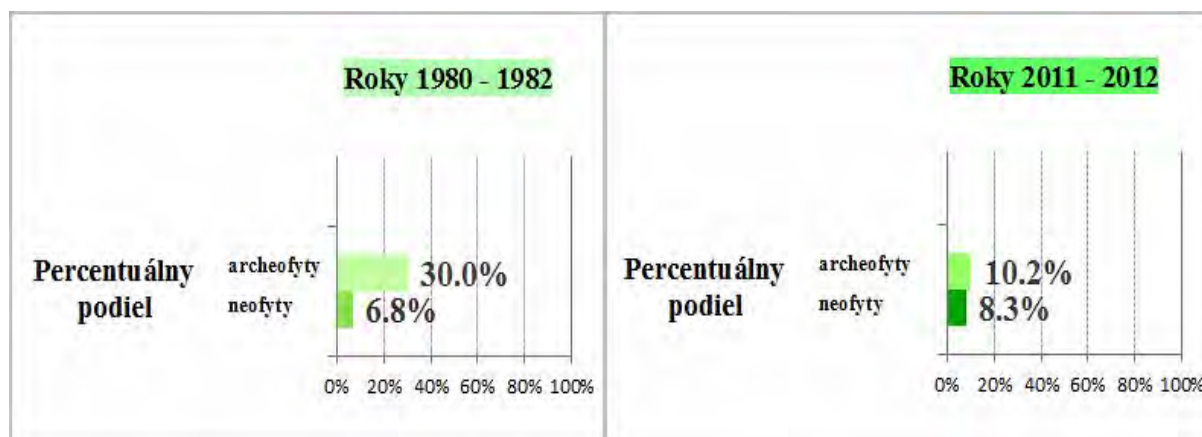 Roky 1980 - 1982
Percentuálny
podiel
archeofyty
neofyty
30.0%
6.8%
0% 20% 40% 60% 80% 100%
Roky 2011 - 2012
Percentuálny
podiel
archeofyty
neofyty
10.2%
8.3%
0% 20% 40% 60% 80% 100%